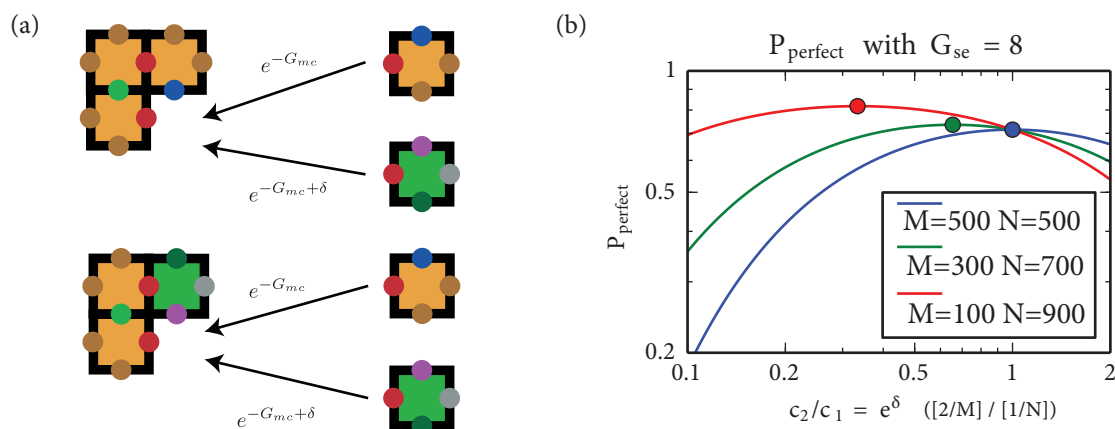 (a)
e^{-G_{mc}}
e^{-G_{mc}+δ}
e^{-G_{mc}}
e^{-G_{mc}+δ}
(b)
P_{perfect} with G_{se} = 8
P_{perfect}
1
0.5
0.2
M=500 N=500
M=300 N=700
M=100 N=900
0.1 0.2 0.5 1 2
c_2/c_1 = e^δ ([2/M] / [1/N])